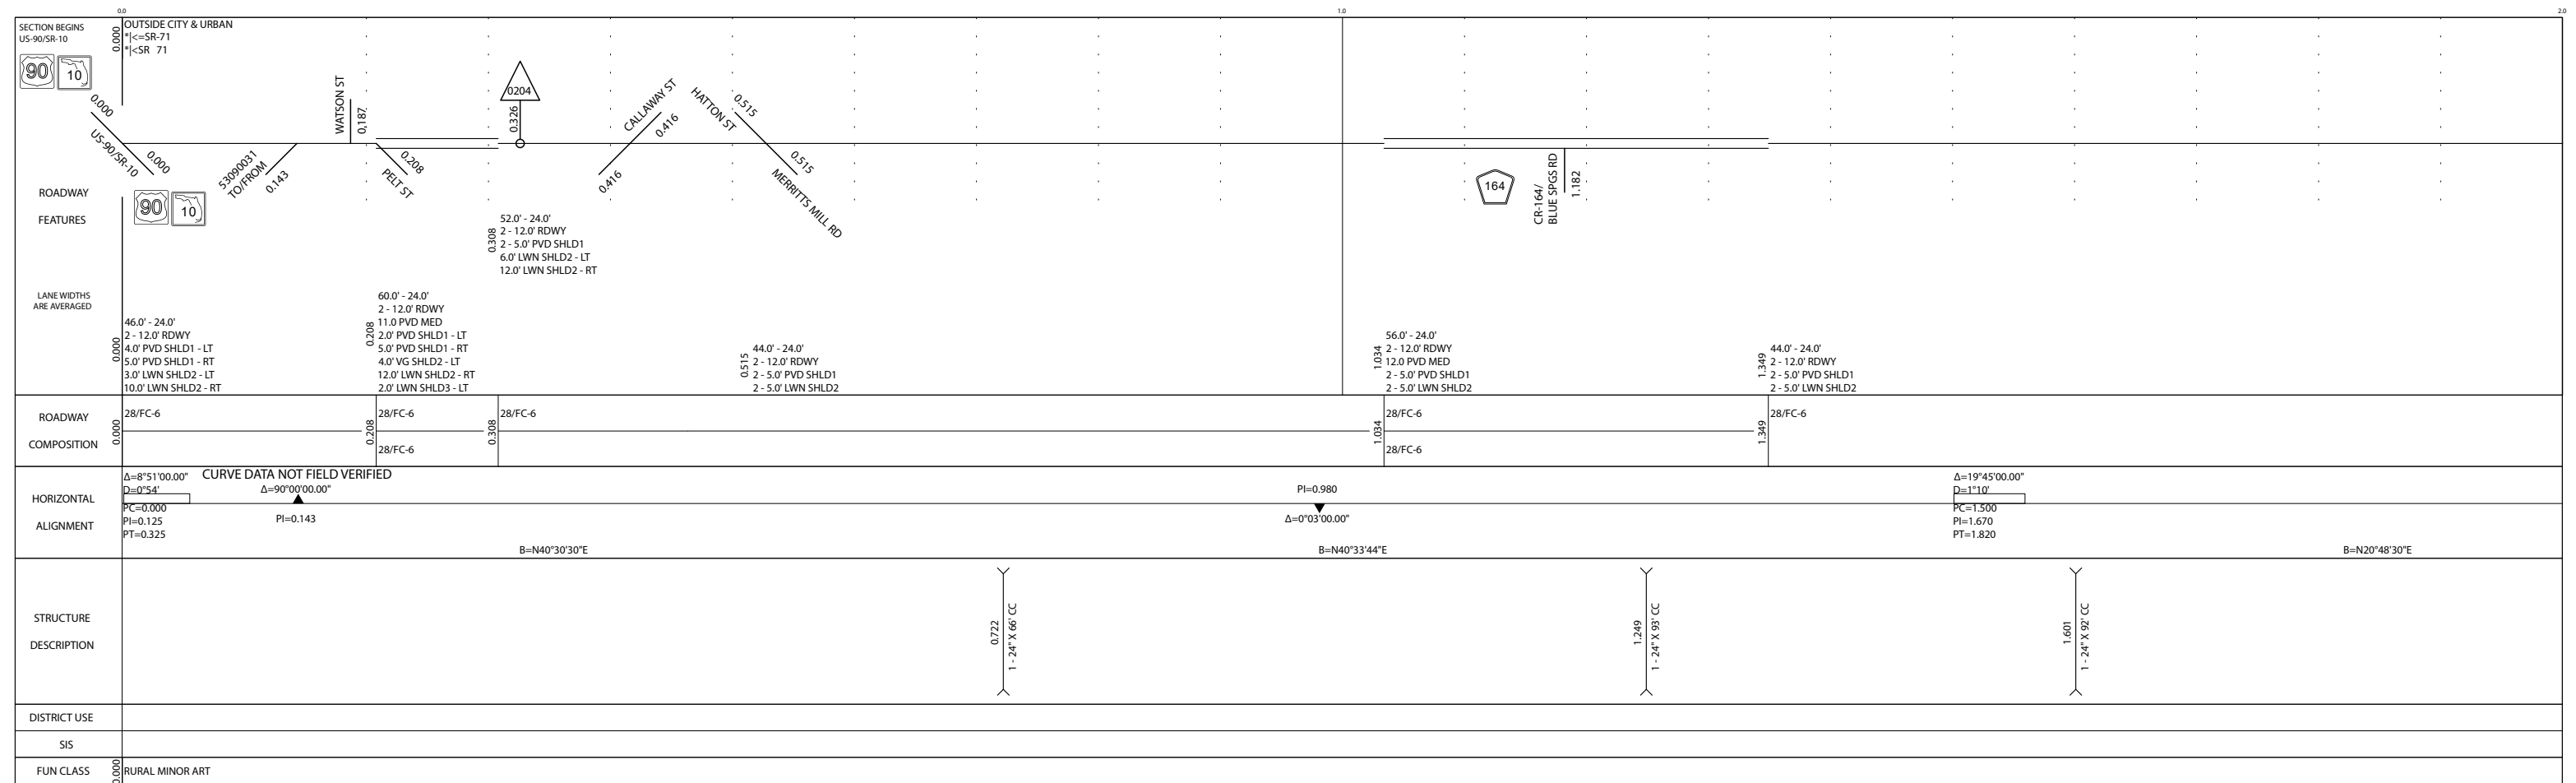 0.0
1.0
2.0
SECTION BEGINS
US-90/SR-10
90
10
0.000
OUTSIDE CITY & URBAN
*|<=SR-71
*|<SR 71
0.000
US-90/SR-10
0.000
90
10
53090031
TO/FROM
0.143
WATSON ST
0.187
0.208
PELT ST
0204
0.326
CALLAWAY ST
0.416
0.416
HATTON ST
0.515
0.515
MERRITTS MILL RD
164
CR-164/
BLUE SPGS RD
1.182
ROADWAY
FEATURES
LANE WIDTHS
ARE AVERAGED
0.000
46.0' - 24.0'
2 - 12.0' RDWY
4.0' PVD SHLD1 - LT
5.0' PVD SHLD1 - RT
3.0' LWN SHLD2 - LT
10.0' LWN SHLD2 - RT
0.208
60.0' - 24.0'
2 - 12.0' RDWY
11.0 PVD MED
2.0' PVD SHLD1 - LT
5.0' PVD SHLD1 - RT
4.0' VG SHLD2 - LT
12.0' LWN SHLD2 - RT
2.0' LWN SHLD3 - LT
0.308
52.0' - 24.0'
2 - 12.0' RDWY
2 - 5.0' PVD SHLD1
6.0' LWN SHLD2 - LT
12.0' LWN SHLD2 - RT
0.515
44.0' - 24.0'
2 - 12.0' RDWY
2 - 5.0' PVD SHLD1
2 - 5.0' LWN SHLD2
1.034
56.0' - 24.0'
2 - 12.0' RDWY
12.0 PVD MED
2 - 5.0' PVD SHLD1
2 - 5.0' LWN SHLD2
1.349
44.0' - 24.0'
2 - 12.0' RDWY
2 - 5.0' PVD SHLD1
2 - 5.0' LWN SHLD2
ROADWAY
COMPOSITION
0.000
28/FC-6
0.208
28/FC-6
28/FC-6
0.308
28/FC-6
1.034
28/FC-6
28/FC-6
1.349
28/FC-6
HORIZONTAL
ALIGNMENT
Δ=8°51'00.00"
D=0°54'
PC=0.000
PI=0.125
PT=0.325
CURVE DATA NOT FIELD VERIFIED
Δ=90°00'00.00"
PI=0.143
B=N40°30'30"E
PI=0.980
Δ=0°03'00.00"
B=N40°33'44"E
Δ=19°45'00.00"
D=1°10'
PC=1.500
PI=1.670
PT=1.820
B=N20°48'30"E
STRUCTURE
DESCRIPTION
0.722
1 - 24" X 66' CC
1.249
1 - 24" X 93' CC
1.601
1 - 24" X 92' CC
DISTRICT USE
SIS
FUN CLASS
0.000
RURAL MINOR ART